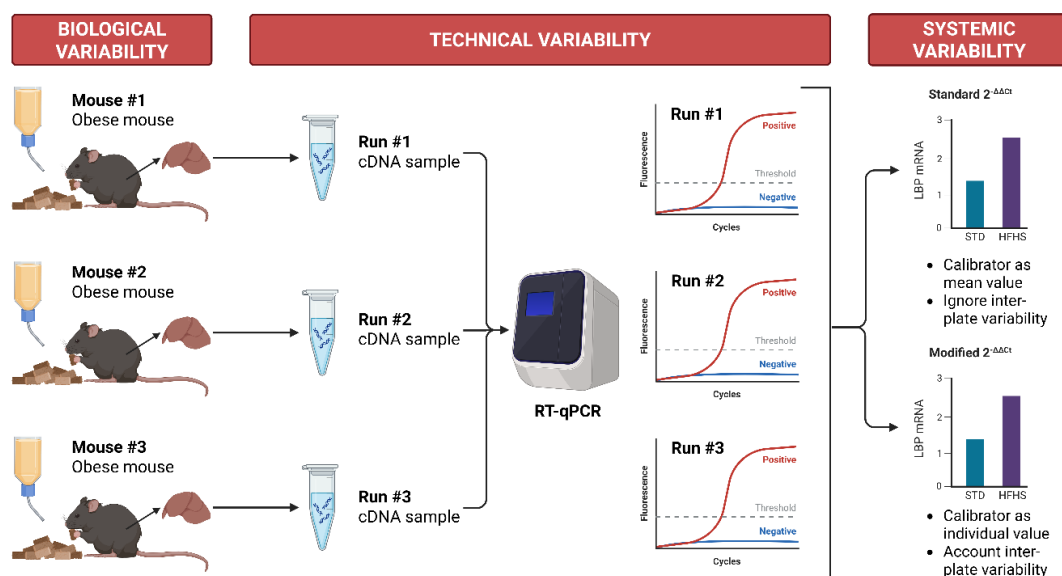 BIOLOGICAL
VARIABILITY
TECHNICAL VARIABILITY
SYSTEMIC
VARIABILITY
Mouse #1
Obese mouse
Run #1
cDNA sample
Mouse #2
Obese mouse
Run #2
cDNA sample
Mouse #3
Obese mouse
Run #3
cDNA sample
RT-qPCR
Run #1
Positive
Threshold
Negative
Fluorescence
Cycles
Run #2
Positive
Threshold
Negative
Fluorescence
Cycles
Run #3
Positive
Threshold
Negative
Fluorescence
Cycles
Standard 2-ΔΔCt
LBP mRNA
3
2
1
0
STD HFHS
• Calibrator as
mean value
• Ignore inter-
plate variability
Modified 2-ΔΔCt
LBP mRNA
3
2
1
0
STD HFHS
• Calibrator as
individual value
• Account inter-
plate variability